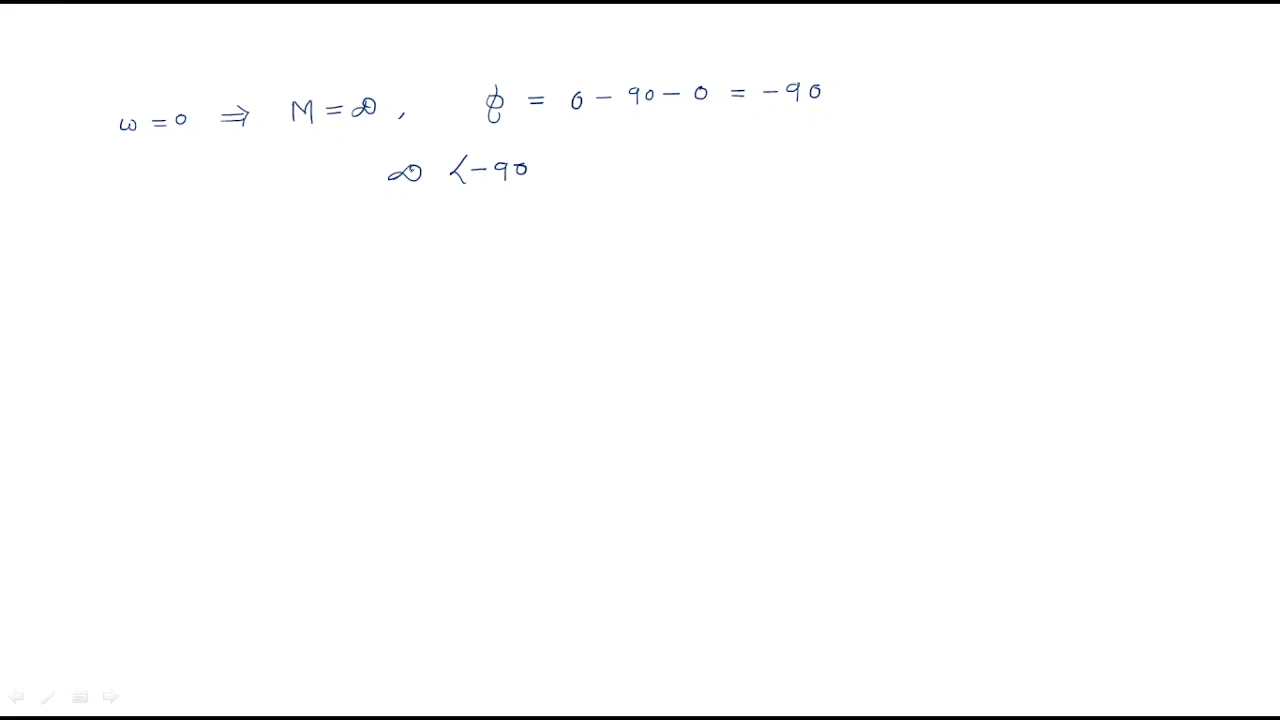 ω = 0 ⇒ M = ∞ , ϕ = 0 - 90 - 0 = -90
∞ ∠-90